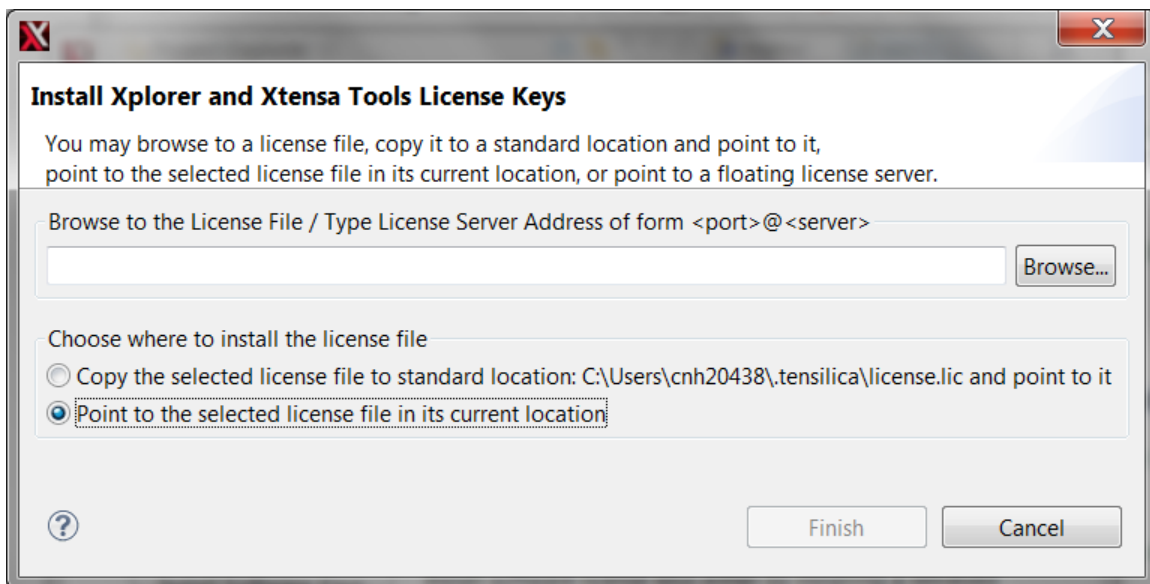 Install Xplorer and Xtensa Tools License Keys
You may browse to a license file, copy it to a standard location and point to it,
point to the selected license file in its current location, or point to a floating license server.
Browse to the License File / Type License Server Address of form <port>@<server>
Browse...
Choose where to install the license file
Copy the selected license file to standard location: C:\Users\cnh20438\.tensilica\license.lic and point to it
Point to the selected license file in its current location
?
Finish
Cancel